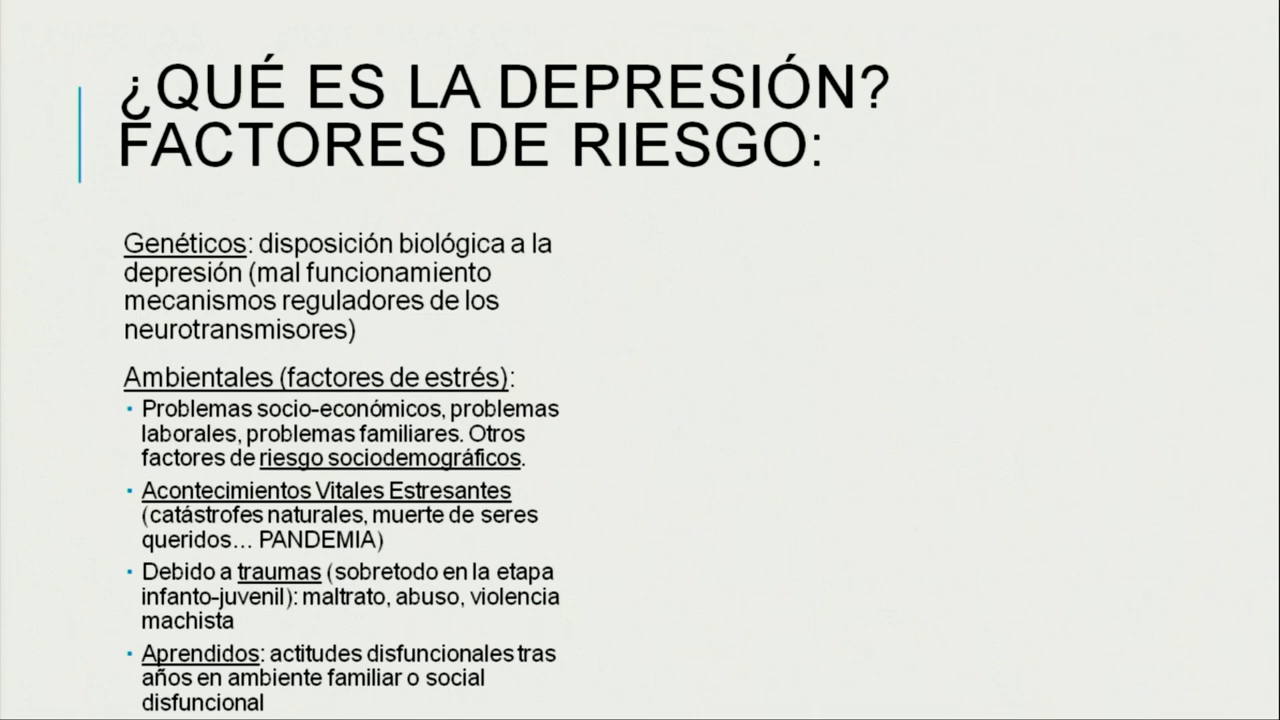 ¿QUÉ ES LA DEPRESIÓN?
FACTORES DE RIESGO:
Genéticos: disposición biológica a la
depresión (mal funcionamiento
mecanismos reguladores de los
neurotransmisores)
Ambientales (factores de estrés):
▪ Problemas socio-económicos, problemas
laborales, problemas familiares. Otros
factores de riesgo sociodemográficos.
▪ Acontecimientos Vitales Estresantes
(catástrofes naturales, muerte de seres
queridos… PANDEMIA)
▪ Debido a traumas (sobretodo en la etapa
infanto-juvenil): maltrato, abuso, violencia
machista
▪ Aprendidos: actitudes disfuncionales tras
años en ambiente familiar o social
disfuncional